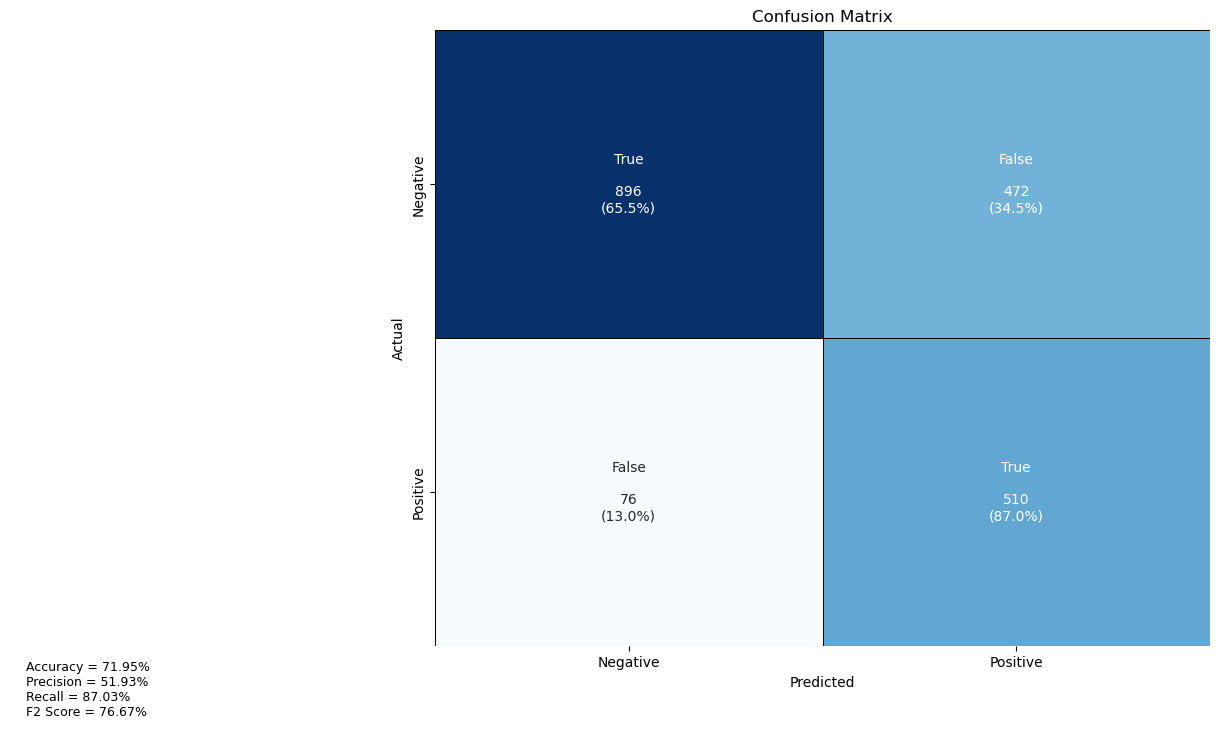 Confusion Matrix
Negative
True
896
(65.5%)
False
472
(34.5%)
Actual
Positive
False
76
(13.0%)
True
510
(87.0%)
Negative
Positive
Predicted
Accuracy = 71.95%
Precision = 51.93%
Recall = 87.03%
F2 Score = 76.67%